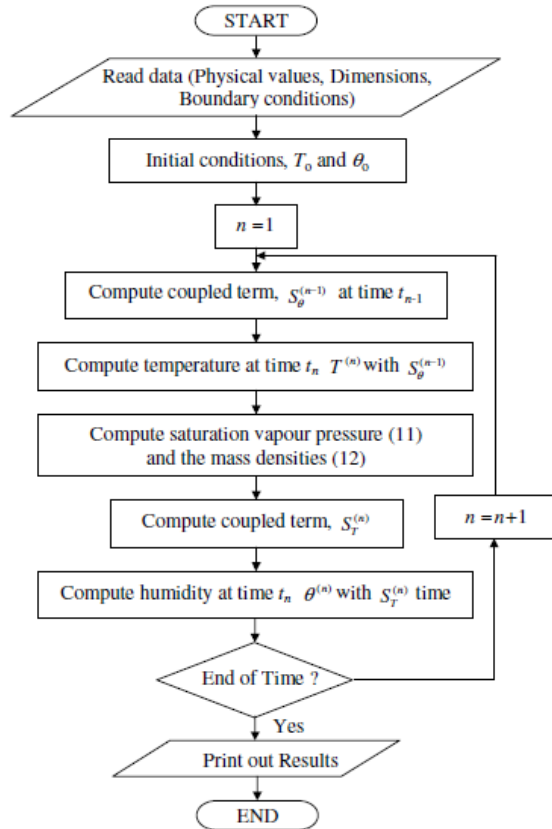 START
Read data (Physical values, Dimensions,
Boundary conditions)
Initial conditions, Tₒ and θₒ
n =1
Compute coupled term, S_θ^(n−1) at time t_n-1
Compute temperature at time t_n T^(n) with S_θ^(n−1)
Compute saturation vapour pressure (11)
and the mass densities (12)
Compute coupled term, S_T^(n)
n =n+1
Compute humidity at time t_n θ^(n) with S_T^(n) time
End of Time ?
Yes
Print out Results
END